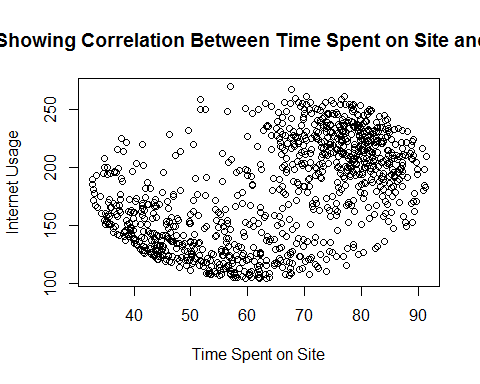 Showing Correlation Between Time Spent on Site and
250
200
150
100
Internet Usage
40 50 60 70 80 90
Time Spent on Site